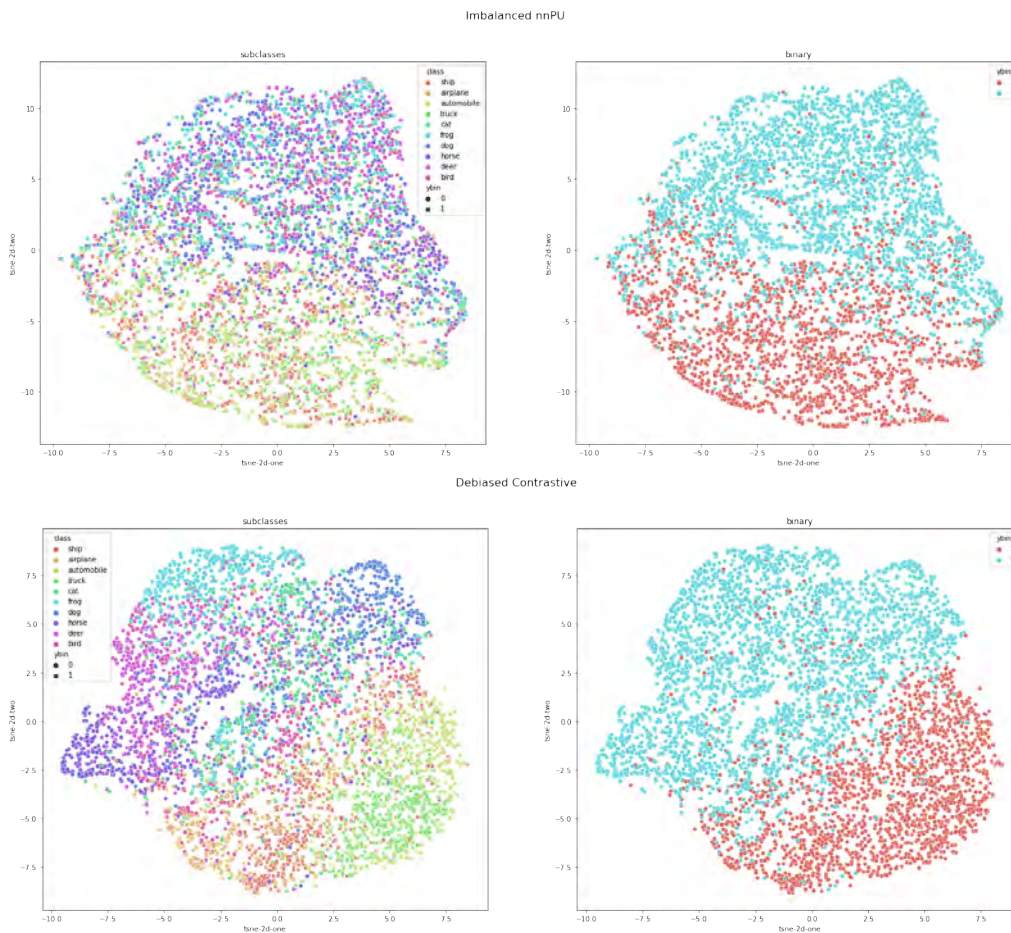 Imbalanced nnPU
subclasses
binary
class
ship
airplane
automobile
truck
cat
frog
dog
horse
deer
bird
ybin
0
1
ybin
10
5
0
−5
−10
−10.0 −7.5 −5.0 −2.5 0.0 2.5 5.0 7.5
tsne-2d-one
tsne-2d-two
10
5
0
−5
−10
−10.0 −7.5 −5.0 −2.5 0.0 2.5 5.0 7.5
tsne-2d-one
tsne-2d-two
Debiased Contrastive
subclasses
binary
class
ship
airplane
automobile
truck
cat
frog
dog
horse
deer
bird
ybin
0
1
ybin
7.5
5.0
2.5
0.0
−2.5
−5.0
−7.5
−10.0 −7.5 −5.0 −2.5 0.0 2.5 5.0 7.5
tsne-2d-one
tsne-2d-two
7.5
5.0
2.5
0.0
−2.5
−5.0
−7.5
−10.0 −7.5 −5.0 −2.5 0.0 2.5 5.0 7.5
tsne-2d-one
tsne-2d-two